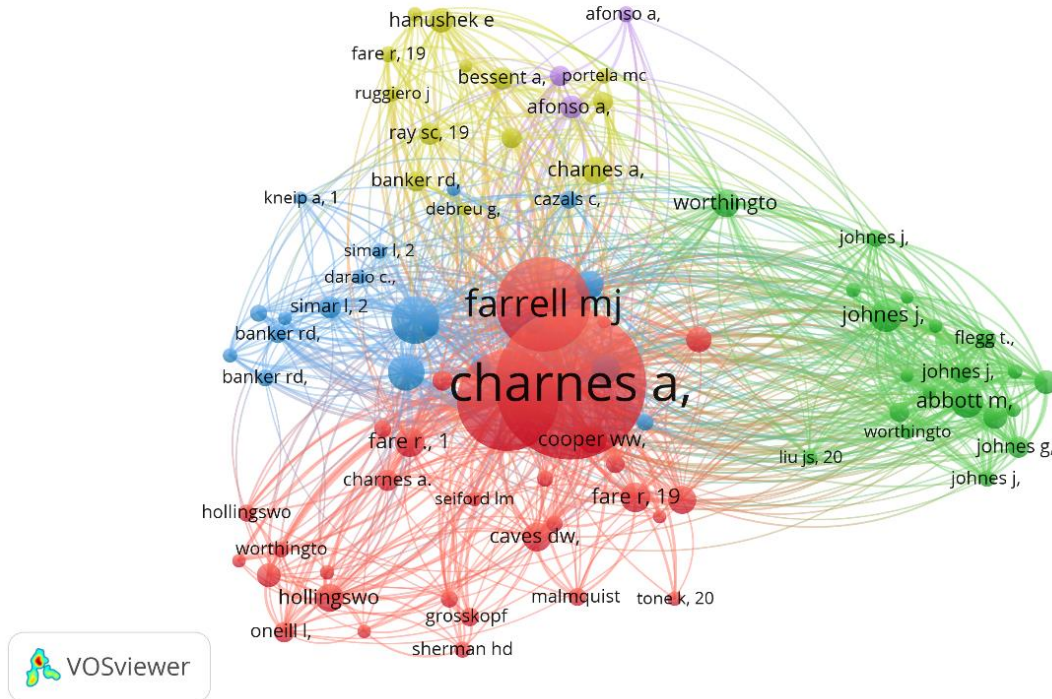 afonso a,
hanushek e
fare r, 19
bessent a,
portela mc
ruggiero j
afonso a,
ray sc, 19
charnes a,
banker rd,
kneip a, 1
debreu g,
cazals c,
worthingto
johnes j,
simar l, 2
daraio c.,
simar l, 2
farrell mj
johnes j,
banker rd,
flegg t.,
banker rd,
charnes a,
johnes j,
abbott m,
fare r., 1
cooper ww,
worthingto
johnes g,
liu js, 20
charnes a.
johnes j,
seiford lm
fare r, 19
hollingswo
caves dw,
worthingto
hollingswo
malmquist
tone k, 20
grosskopf
oneill l,
sherman hd
VOSviewer